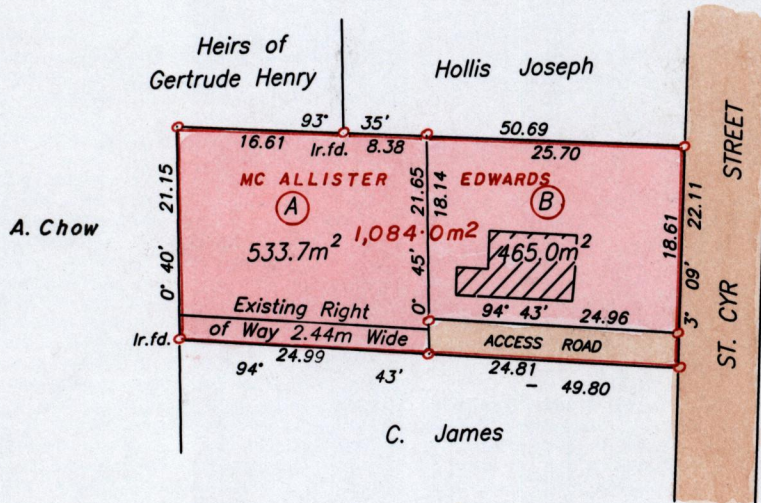 Heirs of
Gertrude Henry
Hollis Joseph
93° 35' 50.69
16.61 Ir.fd. 8.38 25.70
MC ALLISTER EDWARDS
A B
21.15
21.65
18.14
1,084.0m²
533.7m² 465.0m²
A. Chow
0° 40'
0° 45'
18.61
22.11
3° 09'
STREET
ST. CYR
Existing Right
of Way 2.44m Wide
94° 43' 24.96
ACCESS ROAD
Ir.fd.
24.99
94° 43'
24.81
– 49.80
C. James